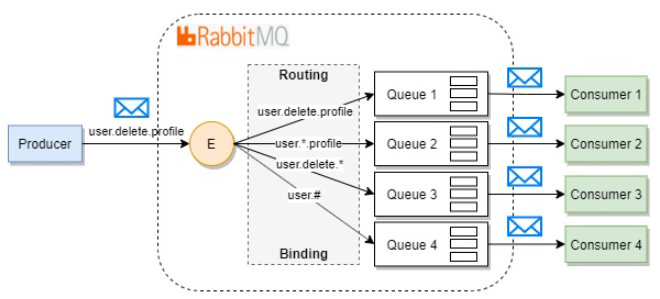 RabbitMQ
Routing
Producer
user.delete.profile
E
user.delete.profile
user.*.profile
user.delete.*
user.#
Binding
Queue 1
Queue 2
Queue 3
Queue 4
Consumer 1
Consumer 2
Consumer 3
Consumer 4